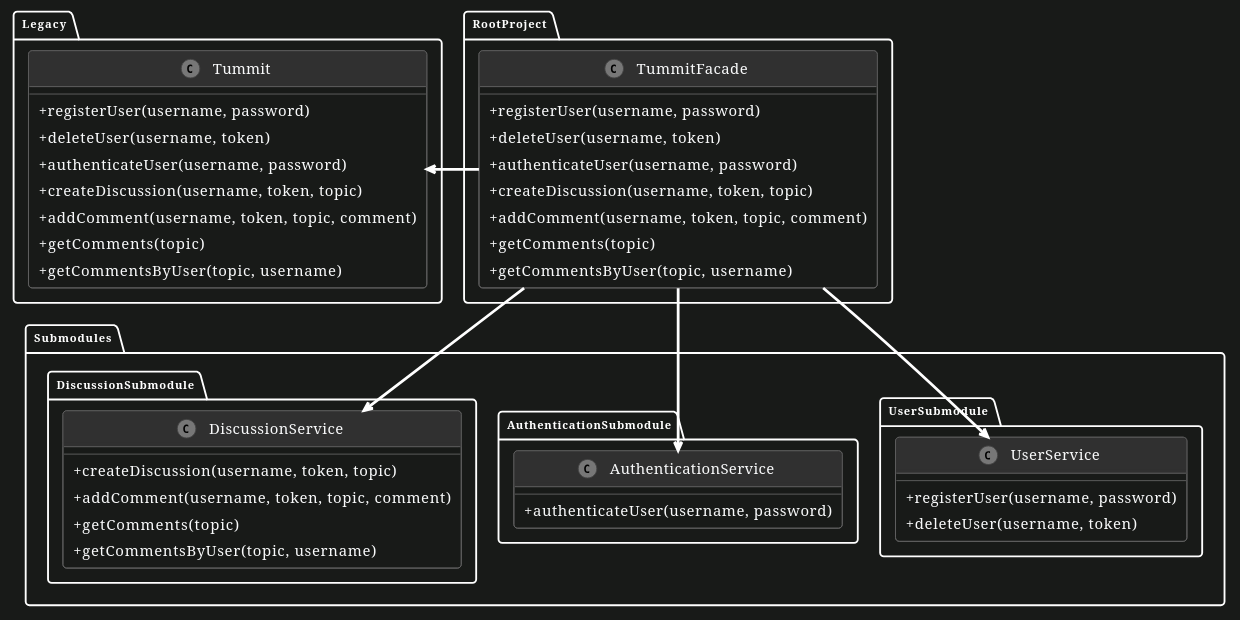 Legacy
C Tummit
+registerUser(username, password)
+deleteUser(username, token)
+authenticateUser(username, password)
+createDiscussion(username, token, topic)
+addComment(username, token, topic, comment)
+getComments(topic)
+getCommentsByUser(topic, username)
RootProject
C TummitFacade
+registerUser(username, password)
+deleteUser(username, token)
+authenticateUser(username, password)
+createDiscussion(username, token, topic)
+addComment(username, token, topic, comment)
+getComments(topic)
+getCommentsByUser(topic, username)
Submodules
DiscussionSubmodule
C DiscussionService
+createDiscussion(username, token, topic)
+addComment(username, token, topic, comment)
+getComments(topic)
+getCommentsByUser(topic, username)
AuthenticationSubmodule
C AuthenticationService
+authenticateUser(username, password)
UserSubmodule
C UserService
+registerUser(username, password)
+deleteUser(username, token)